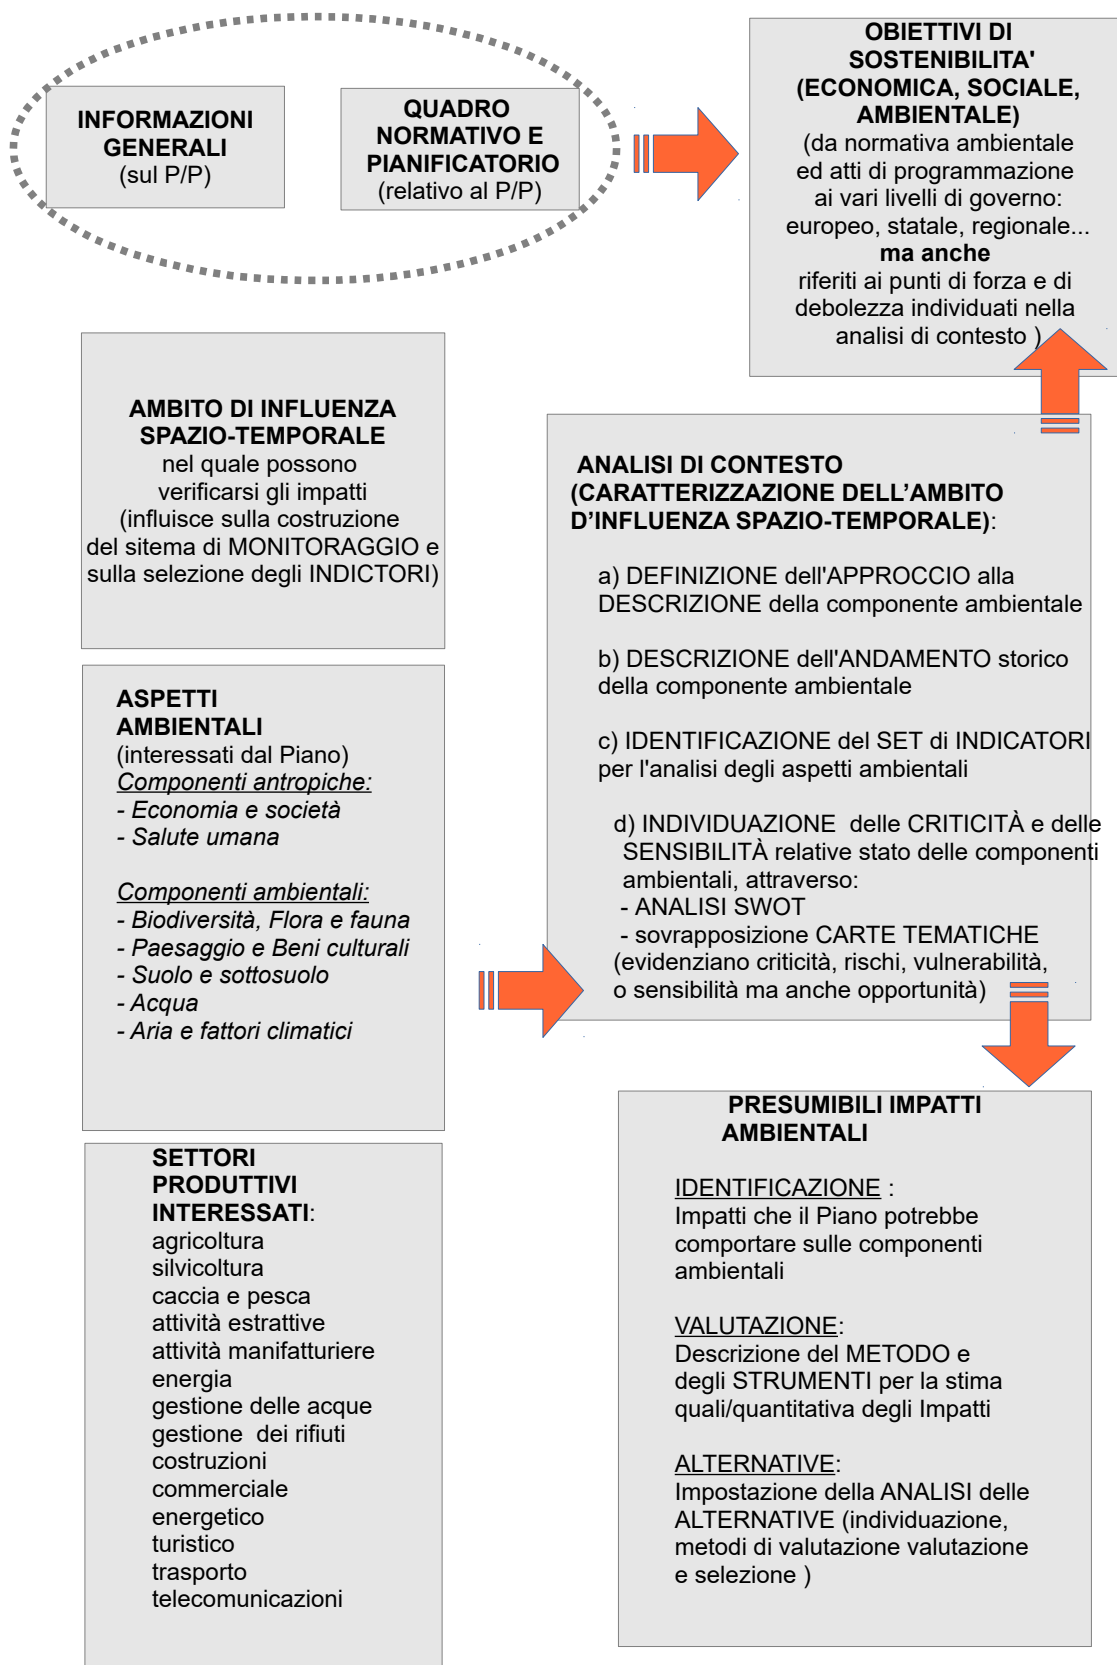 INFORMAZIONI
GENERALI
(sul P/P)
QUADRO
NORMATIVO E
PIANIFICATORIO
(relativo al P/P)
OBIETTIVI DI
SOSTENIBILITA'
(ECONOMICA, SOCIALE,
AMBIENTALE)
(da normativa ambientale
ed atti di programmazione
ai vari livelli di governo:
europeo, statale, regionale...
ma anche
riferiti ai punti di forza e di
debolezza individuati nella
analisi di contesto )
AMBITO DI INFLUENZA
SPAZIO-TEMPORALE
nel quale possono
verificarsi gli impatti
(influisce sulla costruzione
del sitema di MONITORAGGIO e
sulla selezione degli INDICTORI)
ANALISI DI CONTESTO
(CARATTERIZZAZIONE DELL’AMBITO
D’INFLUENZA SPAZIO-TEMPORALE):
a) DEFINIZIONE dell'APPROCCIO alla
DESCRIZIONE della componente ambientale
b) DESCRIZIONE dell'ANDAMENTO storico
della componente ambientale
c) IDENTIFICAZIONE del SET di INDICATORI
per l'analisi degli aspetti ambientali
d) INDIVIDUAZIONE delle CRITICITÀ e delle
SENSIBILITÀ relative stato delle componenti
ambientali, attraverso:
- ANALISI SWOT
- sovrapposizione CARTE TEMATICHE
(evidenziano criticità, rischi, vulnerabilità,
o sensibilità ma anche opportunità)
ASPETTI
AMBIENTALI
(interessati dal Piano)
Componenti antropiche:
- Economia e società
- Salute umana
Componenti ambientali:
- Biodiversità, Flora e fauna
- Paesaggio e Beni culturali
- Suolo e sottosuolo
- Acqua
- Aria e fattori climatici
SETTORI
PRODUTTIVI
INTERESSATI:
agricoltura
silvicoltura
caccia e pesca
attività estrattive
attività manifatturiere
energia
gestione delle acque
gestione dei rifiuti
costruzioni
commerciale
energetico
turistico
trasporto
telecomunicazioni
PRESUMIBILI IMPATTI
AMBIENTALI
IDENTIFICAZIONE :
Impatti che il Piano potrebbe
comportare sulle componenti
ambientali
VALUTAZIONE:
Descrizione del METODO e
degli STRUMENTI per la stima
quali/quantitativa degli Impatti
ALTERNATIVE:
Impostazione della ANALISI delle
ALTERNATIVE (individuazione,
metodi di valutazione valutazione
e selezione )